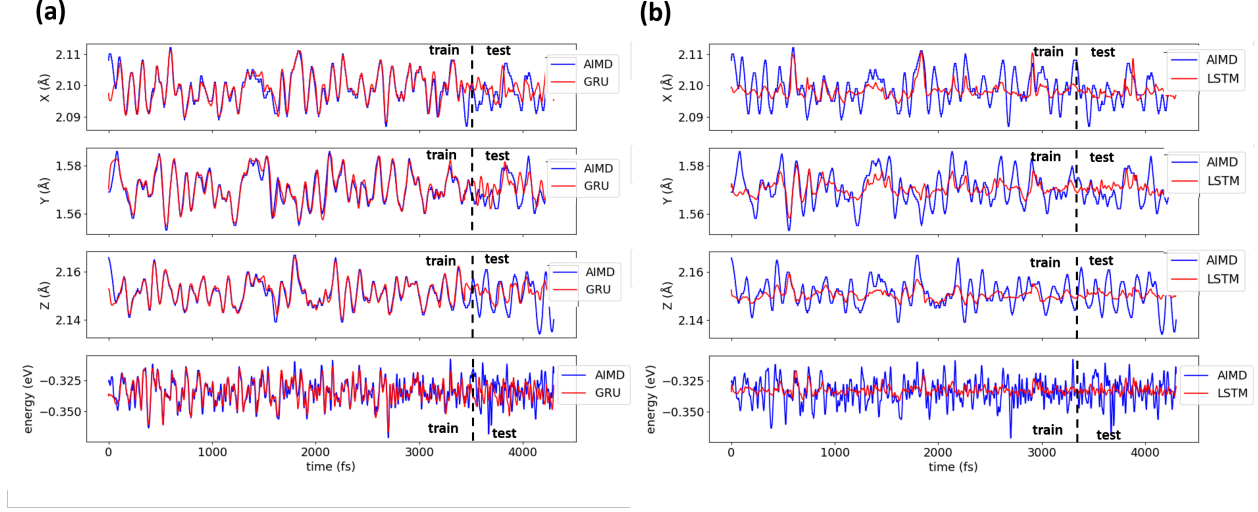 (a)
train test
AIMD
GRU
2.11
2.10
2.09
X (Å)
train test
AIMD
GRU
1.58
1.56
Y (Å)
train test
AIMD
GRU
2.16
2.14
Z (Å)
AIMD
GRU
−0.325
−0.350
energy (eV)
train test
0 1000 2000 3000 4000
time (fs)
(b)
train test
AIMD
LSTM
2.11
2.10
2.09
X (Å)
train test
AIMD
LSTM
1.58
1.56
Y (Å)
train test
AIMD
LSTM
2.16
2.14
Z (Å)
AIMD
LSTM
−0.325
−0.350
energy (eV)
train test
0 1000 2000 3000 4000
time (fs)